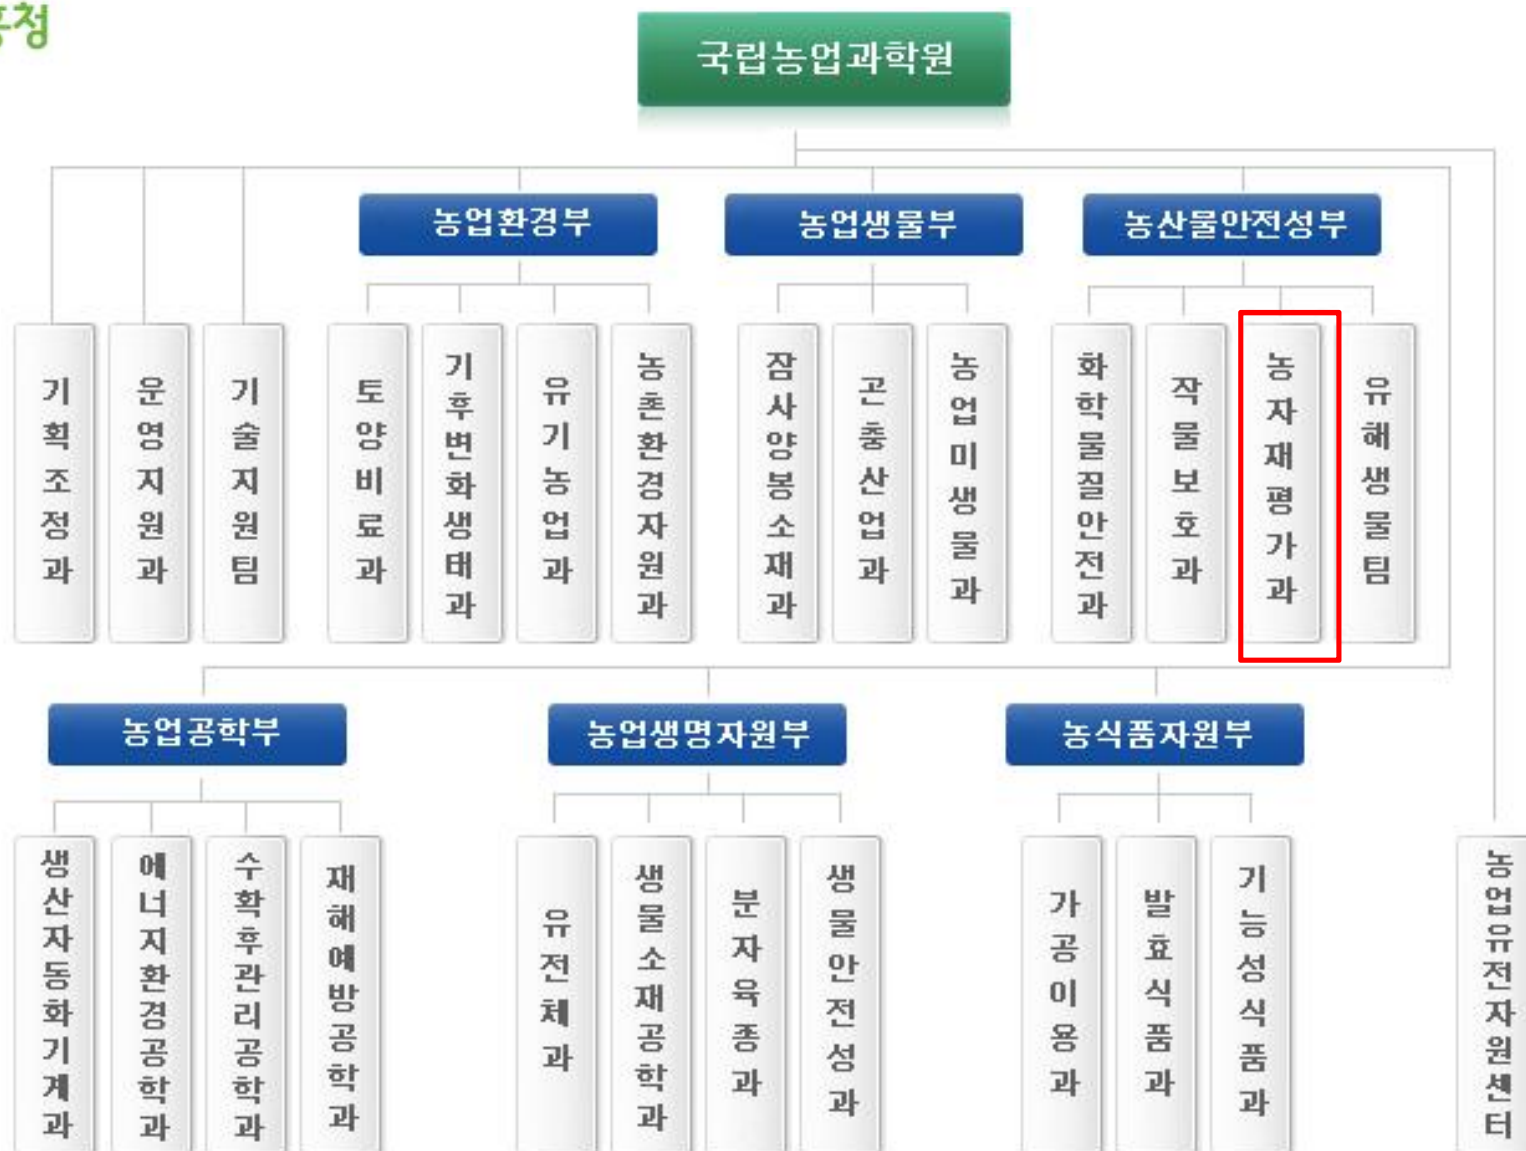 흥청
국립농업과학원
농업환경부
농업생물부
농산물안전성부
기획조정과
운영지원과
기술지원팀
토양비료과
기후변화생태과
유기농업과
농촌환경자원과
잠사양봉소재과
곤충산업과
농업미생물과
화학물질안전과
작물보호과
농자재평가과
유해생물팀
농업공학부
농업생명자원부
농식품자원부
생산자동화기계과
에너지환경공학과
수확후관리공학과
재해예방공학과
유전체과
생물소재공학과
분자육종과
생물안전성과
가공이용과
발효식품과
기능성식품과
농업유전자원센터